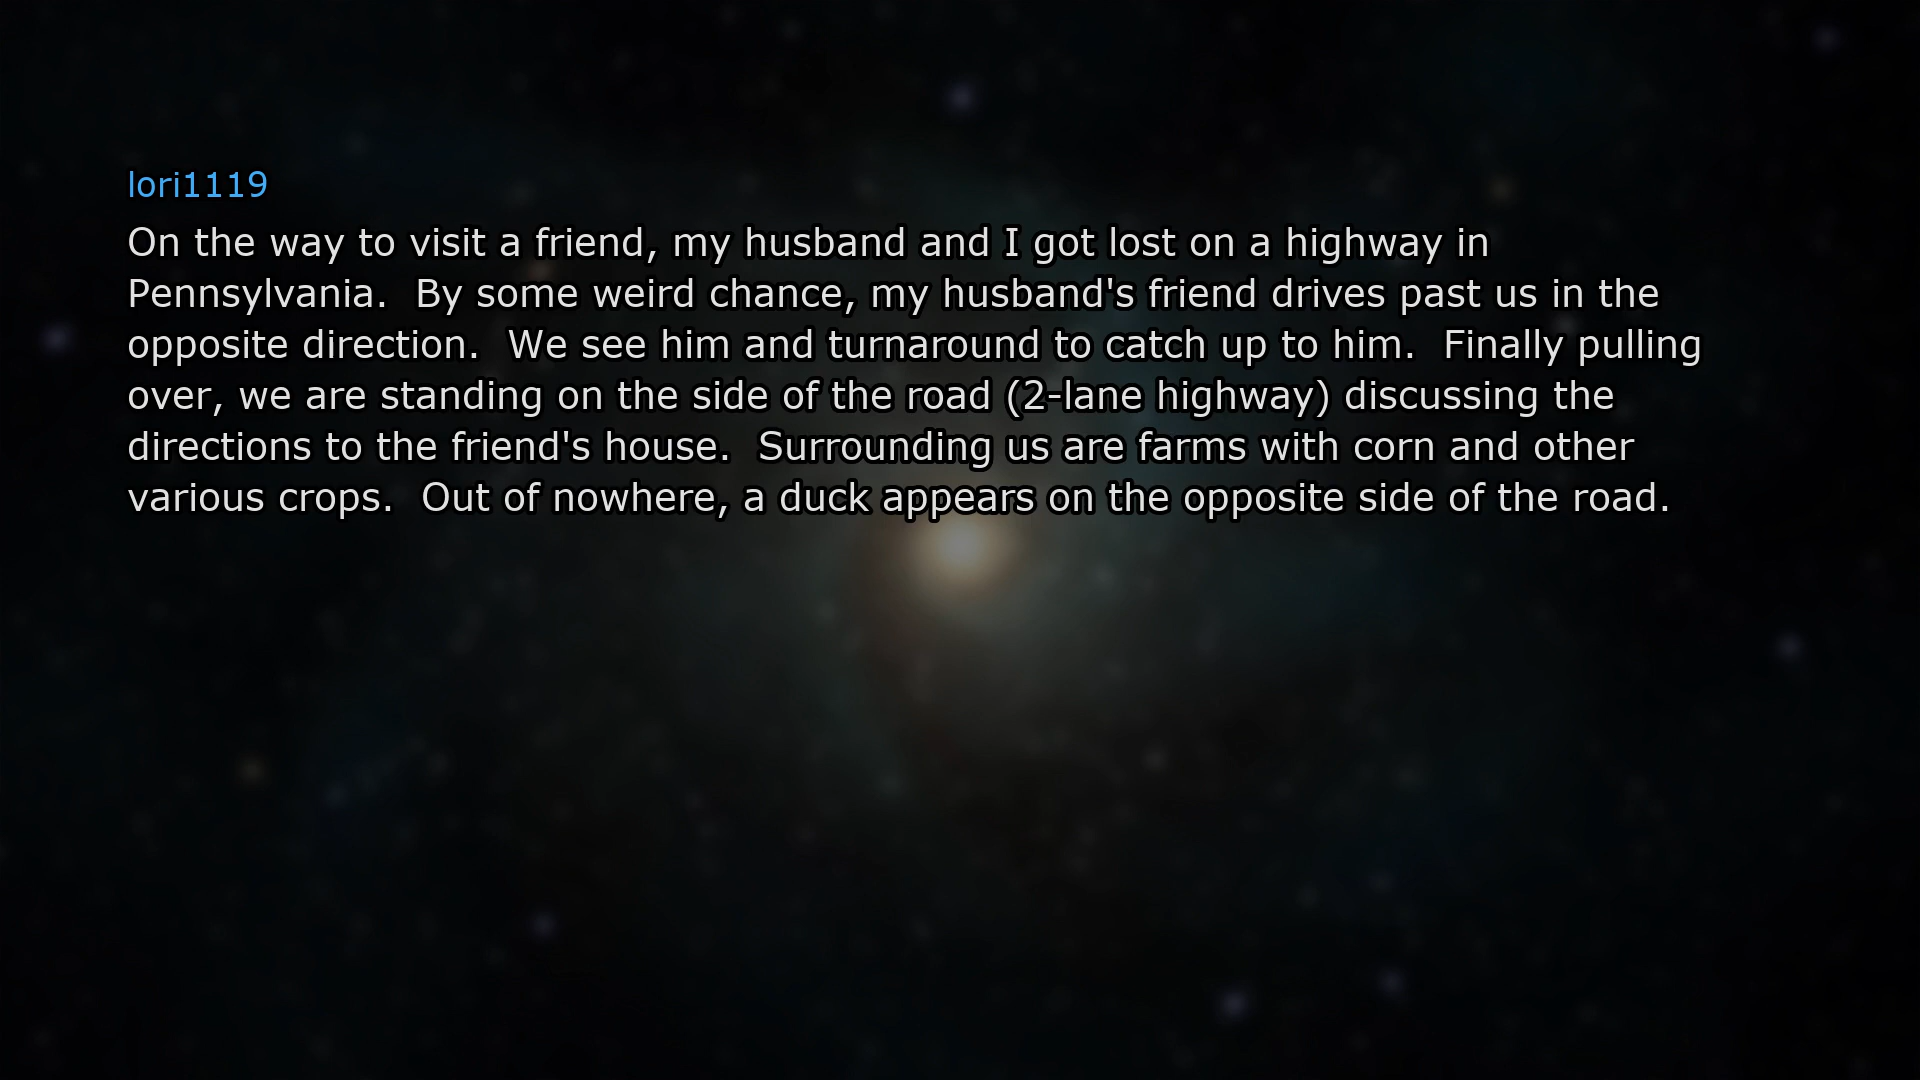 lori1119
On the way to visit a friend, my husband and I got lost on a highway in
Pennsylvania.  By some weird chance, my husband's friend drives past us in the
opposite direction.  We see him and turnaround to catch up to him.  Finally pulling
over, we are standing on the side of the road (2-lane highway) discussing the
directions to the friend's house.  Surrounding us are farms with corn and other
various crops.  Out of nowhere, a duck appears on the opposite side of the road.